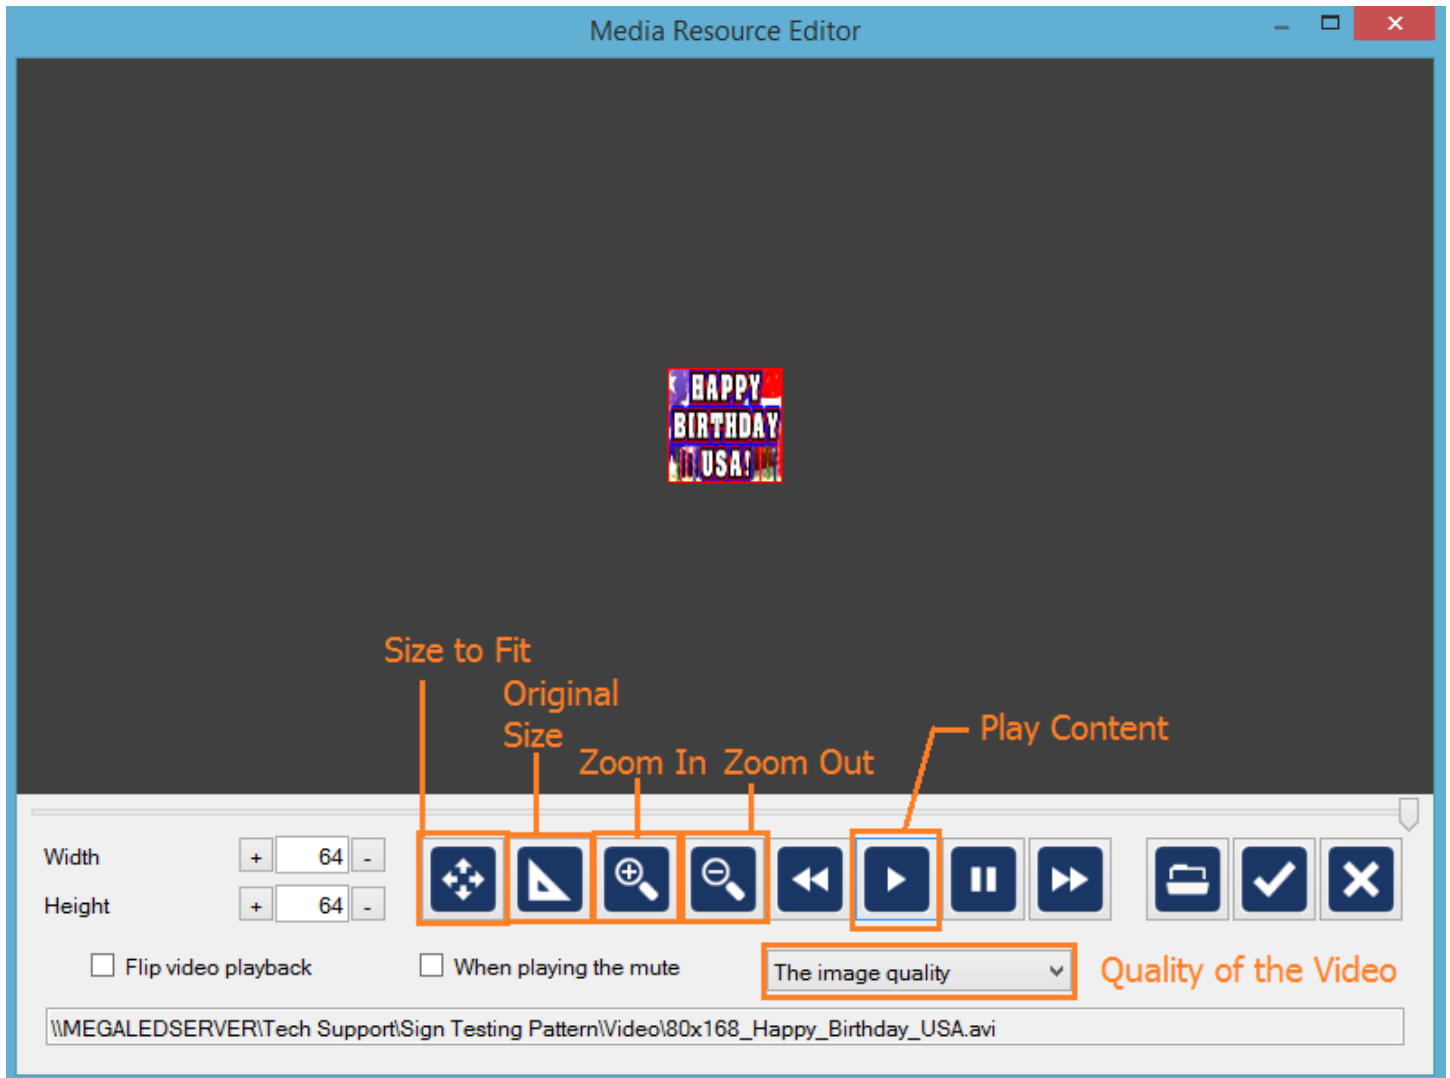 Media Resource Editor
HAPPY
BIRTHDAY
USA!
Size to Fit
Original
Size
Zoom In Zoom Out
Play Content
Width + 64 -
Height + 64 -
Flip video playback When playing the mute The image quality Quality of the Video
\\MEGALEDSERVER\Tech Support\Sign Testing Pattern\Video\80x168_Happy_Birthday_USA.avi